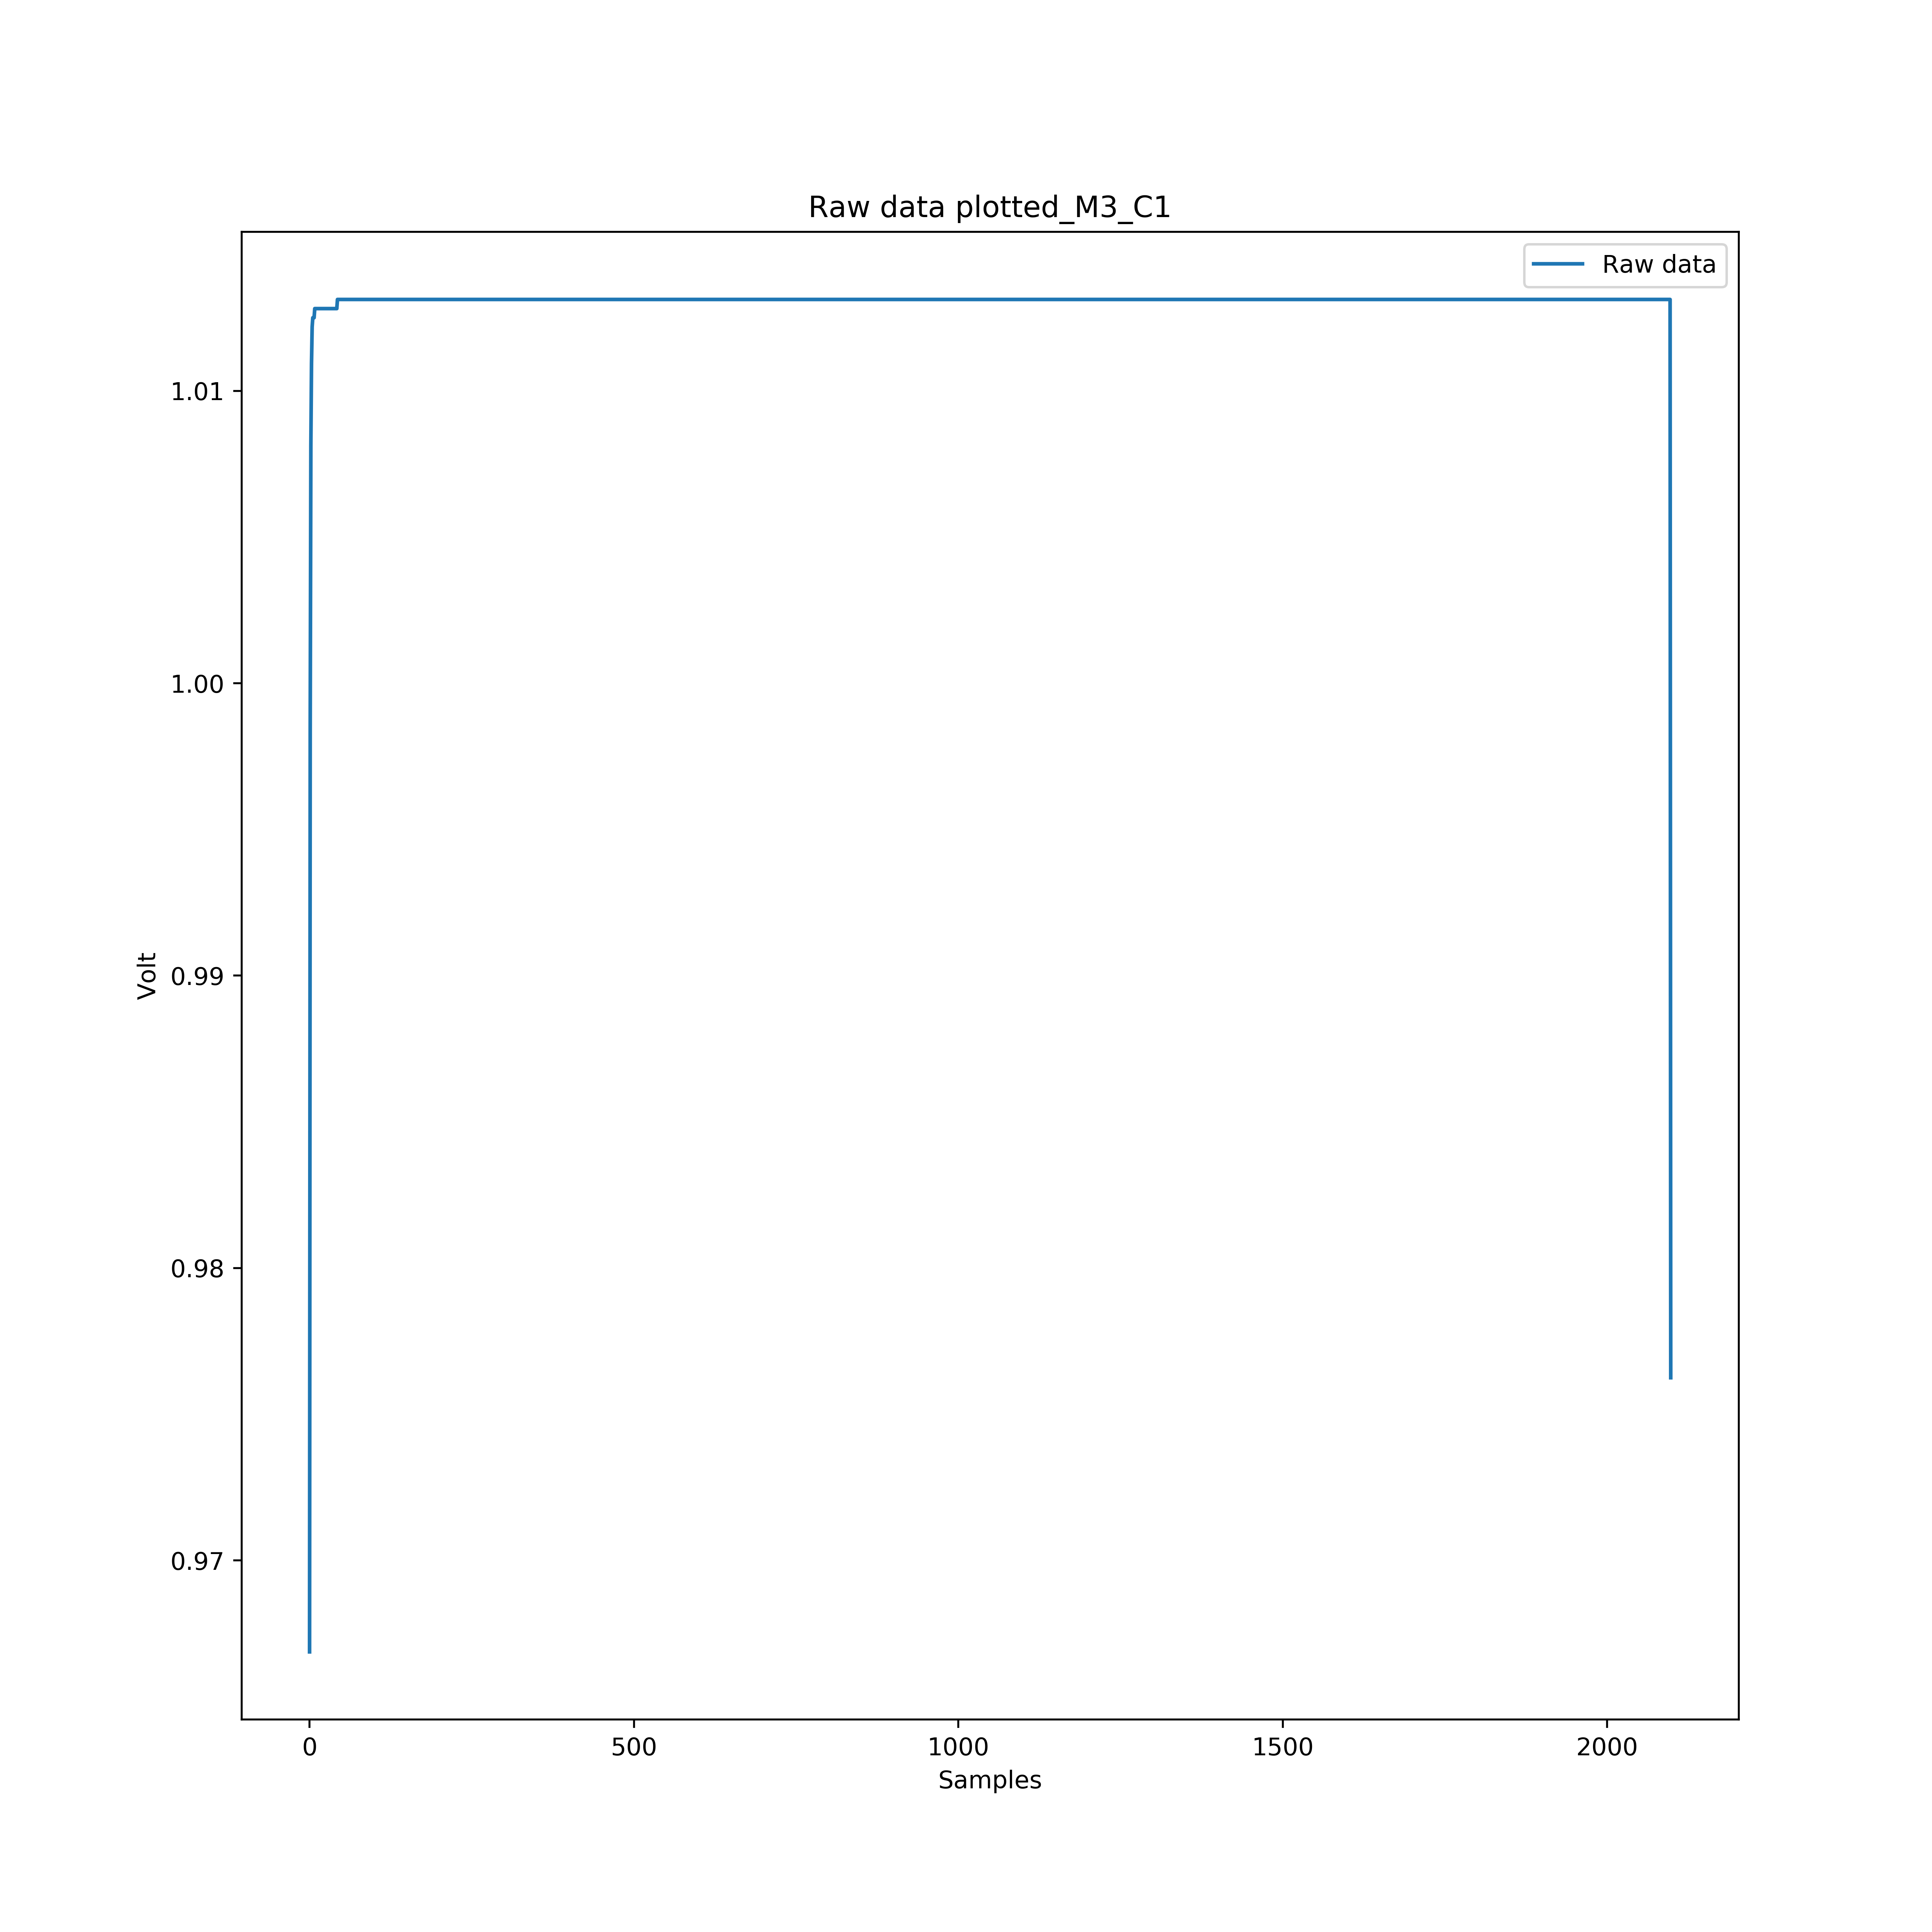 Raw data plotted_M3_C1
Raw data
1.01
1.00
0.99
0.98
0.97
Volt
0
500
1000
1500
2000
Samples